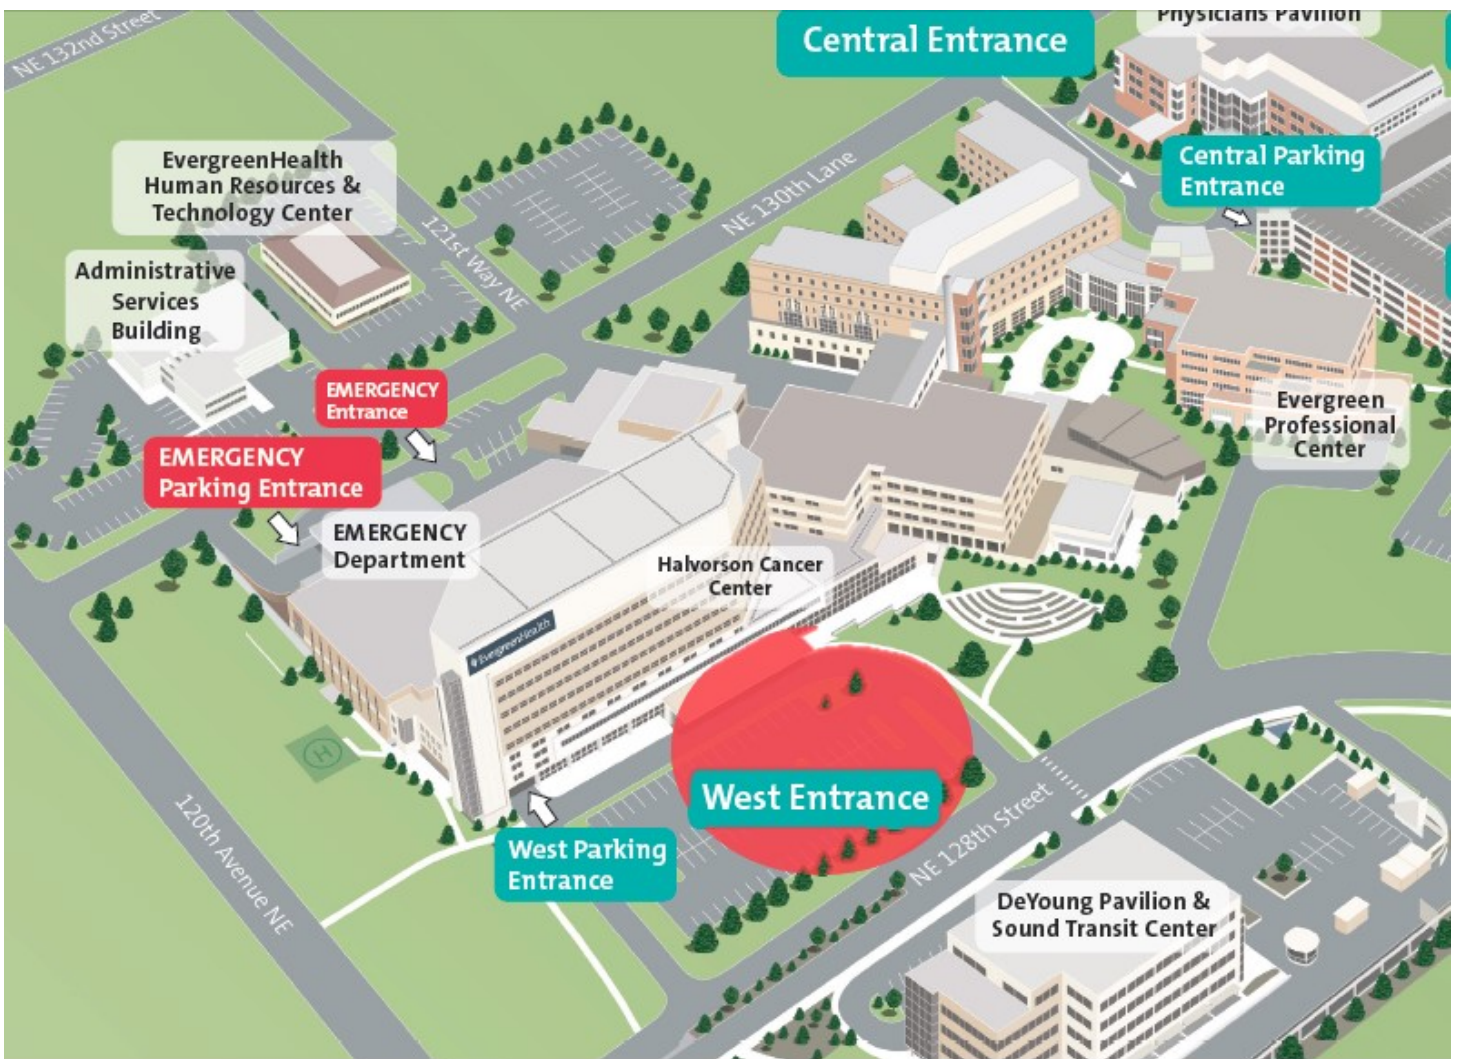 NE 132nd Street
Central Entrance
Physicians Pavilion
EvergreenHealth
Human Resources &
Technology Center
NE 130th Lane
Central Parking
Entrance
121st Way NE
Administrative
Services
Building
EMERGENCY
Entrance
Evergreen
Professional
Center
EMERGENCY
Parking Entrance
EMERGENCY
Department
Halvorson Cancer
Center
EvergreenHealth
H
West Entrance
West Parking
Entrance
120th Avenue NE
NE 128th Street
DeYoung Pavilion &
Sound Transit Center